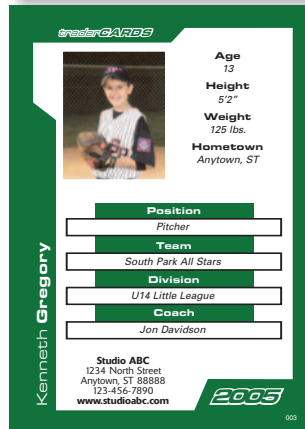 traderCARDS
Age
13
Height
5'2"
Weight
125 lbs.
Hometown
Anytown, ST
Position
Pitcher
Team
South Park All Stars
Division
U14 Little League
Coach
Jon Davidson
Kenneth Gregory
Studio ABC
1234 North Street
Anytown, ST 88888
123-456-7890
www.studioabc.com
2005
003